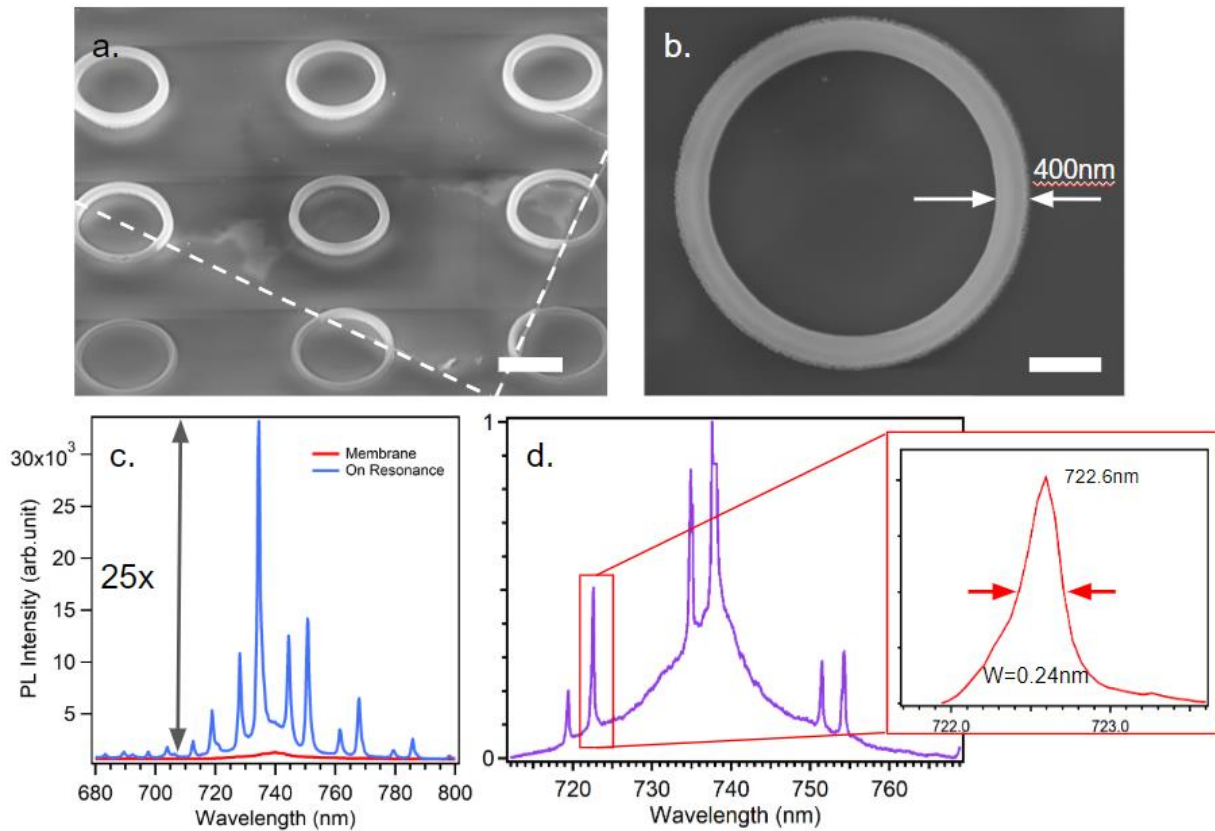 a.
b.
400nm
c.
Membrane
On Resonance
PL Intensity (arb.unit)
30x10³
25
20
15
10
5
25x
680 700 720 740 760 780 800
Wavelength (nm)
d.
1
0
720 730 740 750 760
Wavelength (nm)
722.6nm
W=0.24nm
722.0 723.0